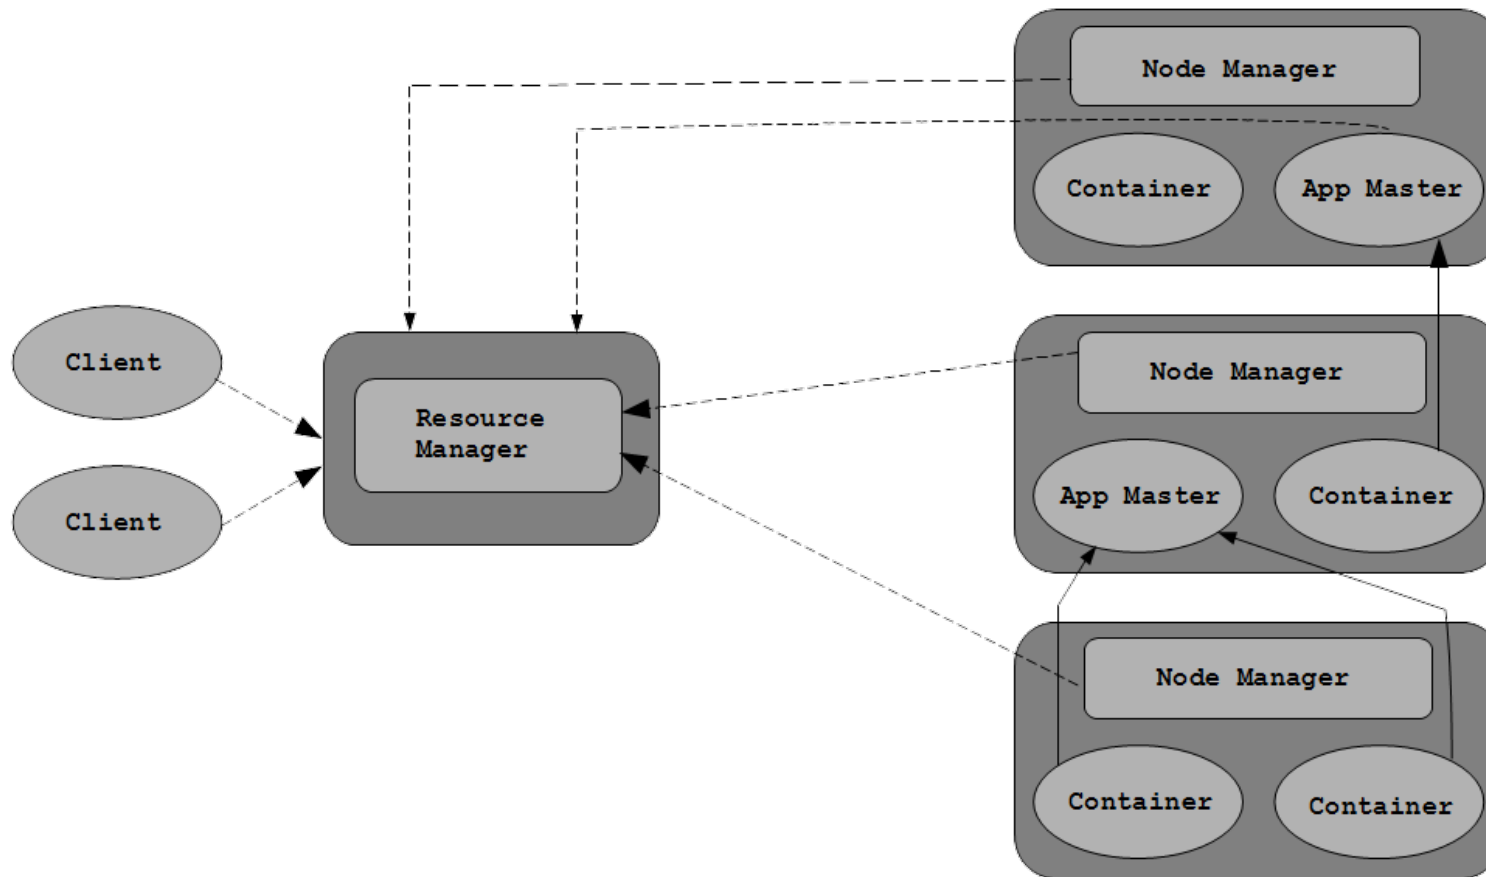 Node Manager
Container
App Master
Client
Resource
Manager
Client
Node Manager
App Master
Container
Node Manager
Container
Container